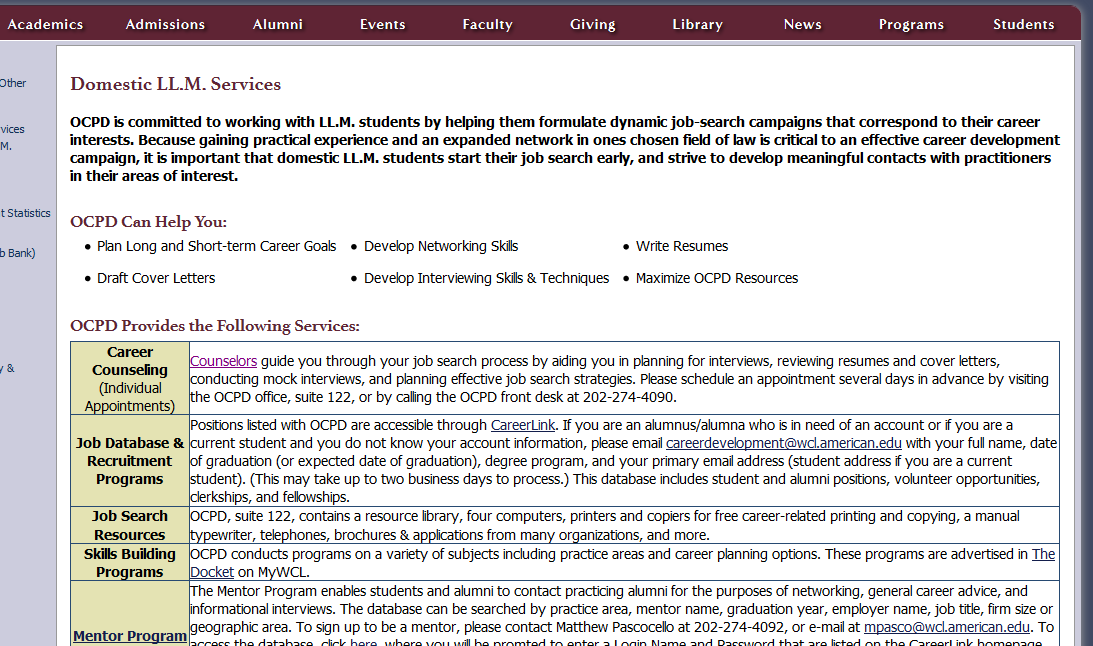 Academics Admissions Alumni Events Faculty Giving Library News Programs Students
Other
vices
M.
t Statistics
b Bank)
y &
Domestic LL.M. Services
OCPD is committed to working with LL.M. students by helping them formulate dynamic job-search campaigns that correspond to their career
interests. Because gaining practical experience and an expanded network in ones chosen field of law is critical to an effective career development
campaign, it is important that domestic LL.M. students start their job search early, and strive to develop meaningful contacts with practitioners
in their areas of interest.
OCPD Can Help You:
• Plan Long and Short-term Career Goals • Develop Networking Skills • Write Resumes
• Draft Cover Letters • Develop Interviewing Skills & Techniques • Maximize OCPD Resources
OCPD Provides the Following Services:
Career
Counseling
(Individual
Appointments)
Counselors guide you through your job search process by aiding you in planning for interviews, reviewing resumes and cover letters,
conducting mock interviews, and planning effective job search strategies. Please schedule an appointment several days in advance by visiting
the OCPD office, suite 122, or by calling the OCPD front desk at 202-274-4090.
Job Database &
Recruitment
Programs
Positions listed with OCPD are accessible through CareerLink. If you are an alumnus/alumna who is in need of an account or if you are a
current student and you do not know your account information, please email careerdevelopment@wcl.american.edu with your full name, date
of graduation (or expected date of graduation), degree program, and your primary email address (student address if you are a current
student). (This may take up to two business days to process.) This database includes student and alumni positions, volunteer opportunities,
clerkships, and fellowships.
Job Search
Resources
OCPD, suite 122, contains a resource library, four computers, printers and copiers for free career-related printing and copying, a manual
typewriter, telephones, brochures & applications from many organizations, and more.
Skills Building
Programs
OCPD conducts programs on a variety of subjects including practice areas and career planning options. These programs are advertised in The
Docket on MyWCL.
Mentor Program
The Mentor Program enables students and alumni to contact practicing alumni for the purposes of networking, general career advice, and
informational interviews. The database can be searched by practice area, mentor name, graduation year, employer name, job title, firm size or
geographic area. To sign up to be a mentor, please contact Matthew Pascocello at 202-274-4092, or e-mail at mpasco@wcl.american.edu. To
access the database, click here, where you will be promted to enter a Login Name and Password that are listed on the CareerLink homepage.